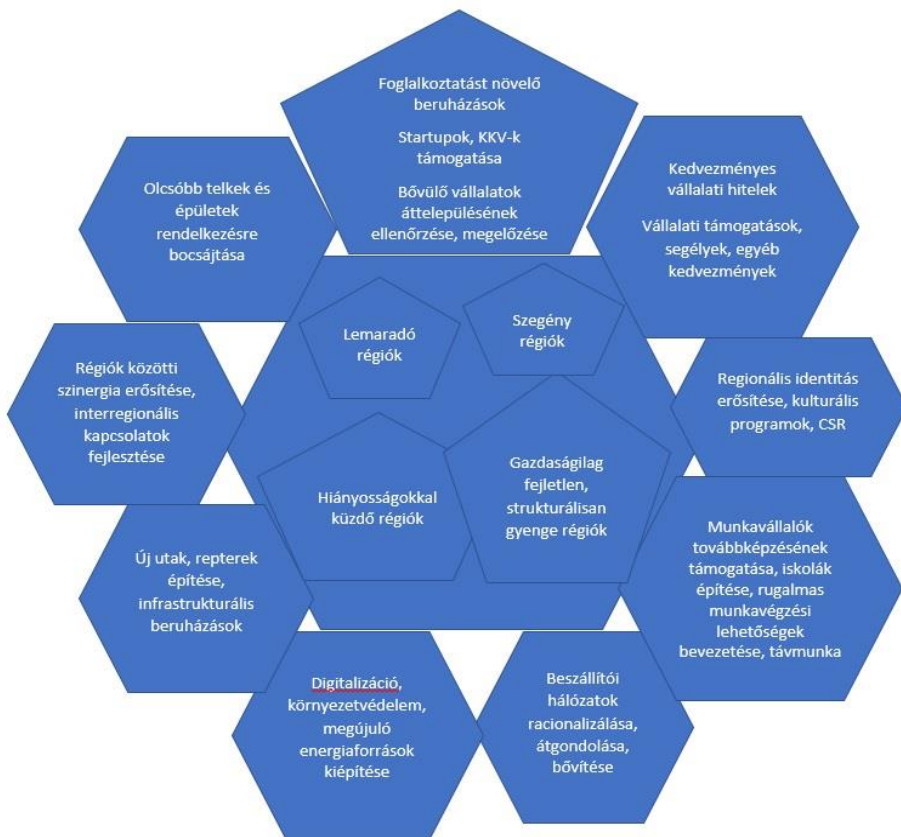 Foglalkoztatást növelő
beruházások
Startupok, KKV-k
támogatása
Bővülő vállalatok
áttelepülésének
ellenőrzése, megelőzése
Kedvezményes
vállalati hitelek
Vállalati támogatások,
segélyek, egyéb
kedvezmények
Olcsóbb telkek és
épületek
rendelkezésre
bocsájtása
Lemaradó
régiók
Szegény
régiók
Régiók közötti
szinergia erősítése,
interregionális
kapcsolatok
fejlesztése
Regionális identitás
erősítése, kulturális
programok, CSR
Hiányosságokkal
küzdő régiók
Gazdaságilag
fejletlen,
strukturálisan
gyenge régiók
Új utak, repterek
építése,
infrastrukturális
beruházások
Munkavállalók
továbbképzésének
támogatása, iskolák
építése, rugalmas
munkavégzési
lehetőségek
bevezetése, távmunka
Digitalizáció,
környezetvédelem,
megújuló
energiaforrások
kiépítése
Beszállítói
hálózatok
racionalizálása,
átgondolása,
bővítése